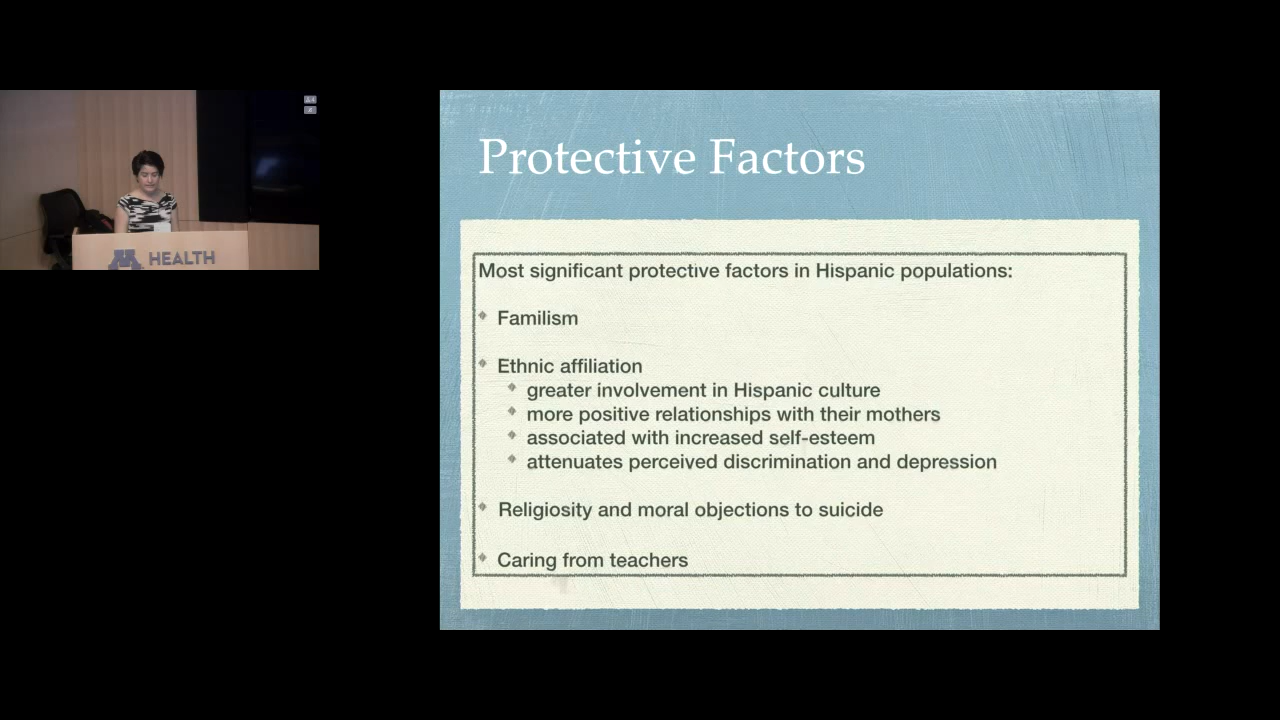 Protective Factors
Most significant protective factors in Hispanic populations:
Familism
Ethnic affiliation
greater involvement in Hispanic culture
more positive relationships with their mothers
associated with increased self-esteem
attenuates perceived discrimination and depression
Religiosity and moral objections to suicide
Caring from teachers
M HEALTH